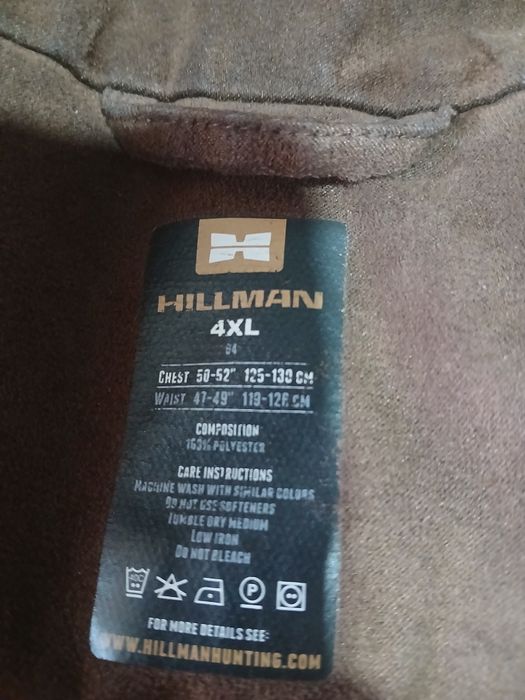 HILLMAN
4XL
64
CHEST 50-52" 125-130 CM
WAIST 47-49" 119-126 CM
COMPOSITION
100% POLYESTER
CARE INSTRUCTIONS
MACHINE WASH WITH SIMILAR COLORS
DO NOT USE SOFTENERS
TUMBLE DRY MEDIUM
LOW IRON
DO NOT BLEACH
40C
P
FOR MORE DETAILS SEE:
WWW.HILLMANHUNTING.COM